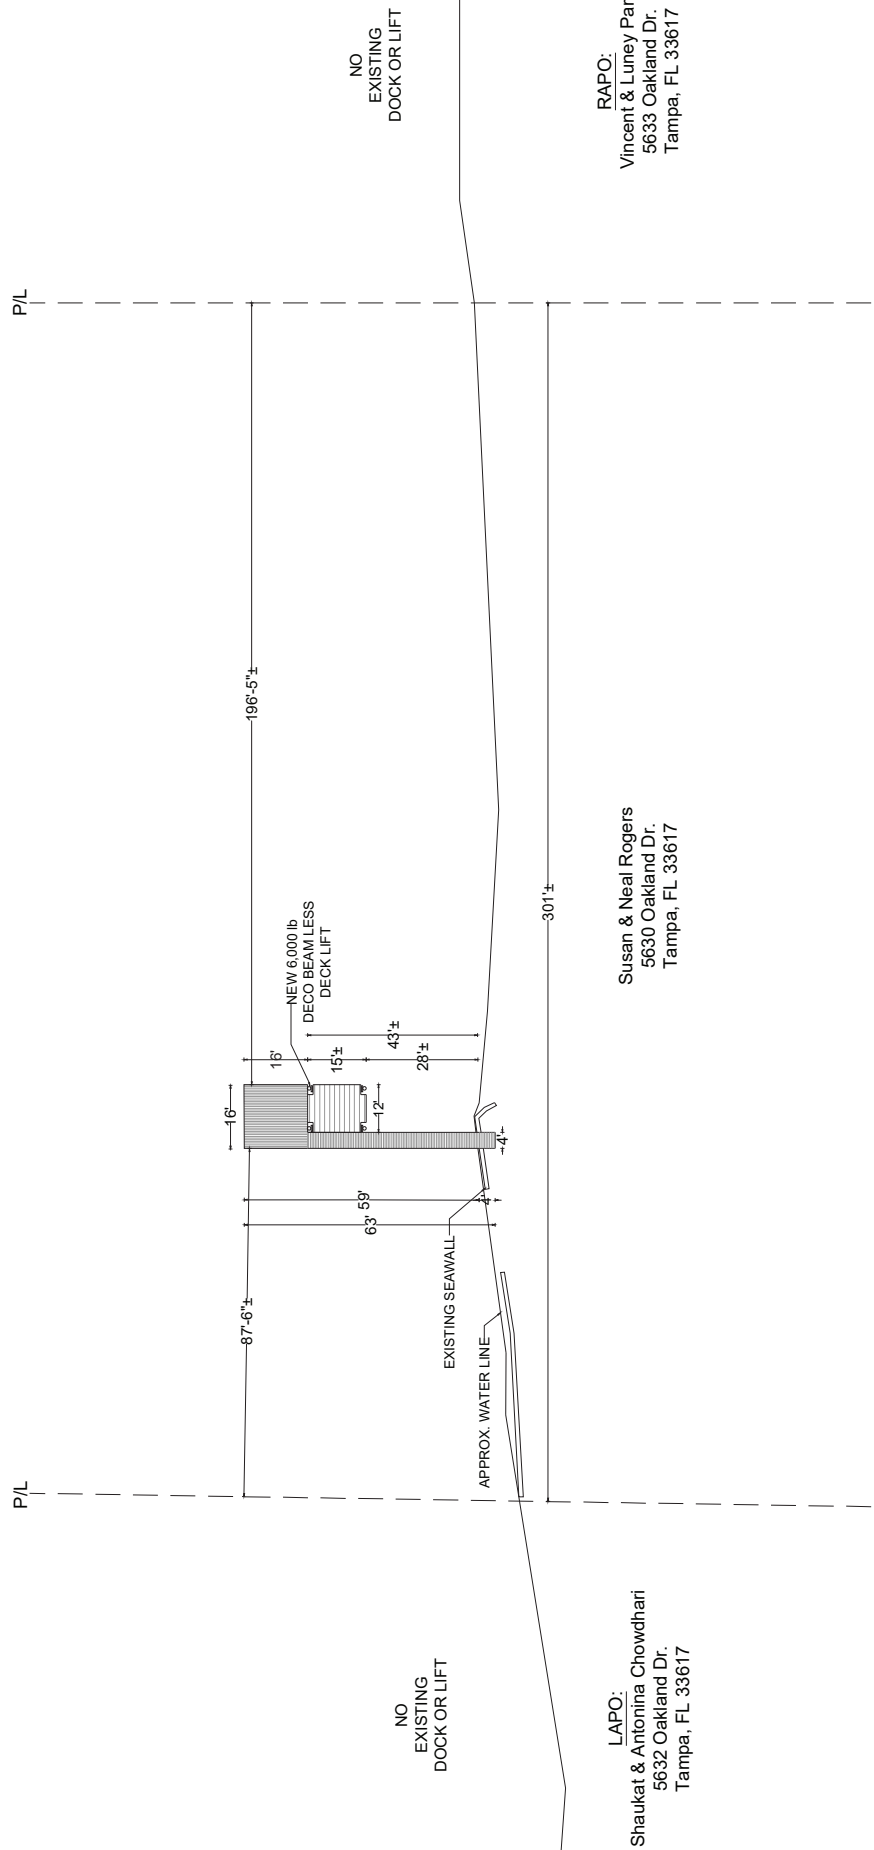 P/L
P/L
NO
EXISTING
DOCK OR LIFT
NO
EXISTING
DOCK OR LIFT
87'-6"±
16'
196'-5"±
63'
59'
4'
4'
12'
16'
15'±
28'±
43'±
NEW 6,000 lb
DECO BEAM LESS
DECK LIFT
EXISTING SEAWALL
APPROX. WATER LINE
301'±
LAPO:
Shaukat & Antonina Chowdhari
5632 Oakland Dr.
Tampa, FL 33617
Susan & Neal Rogers
5630 Oakland Dr.
Tampa, FL 33617
RAPO:
Vincent & Luney
5633 Oakland Dr.
Tampa, FL 33617